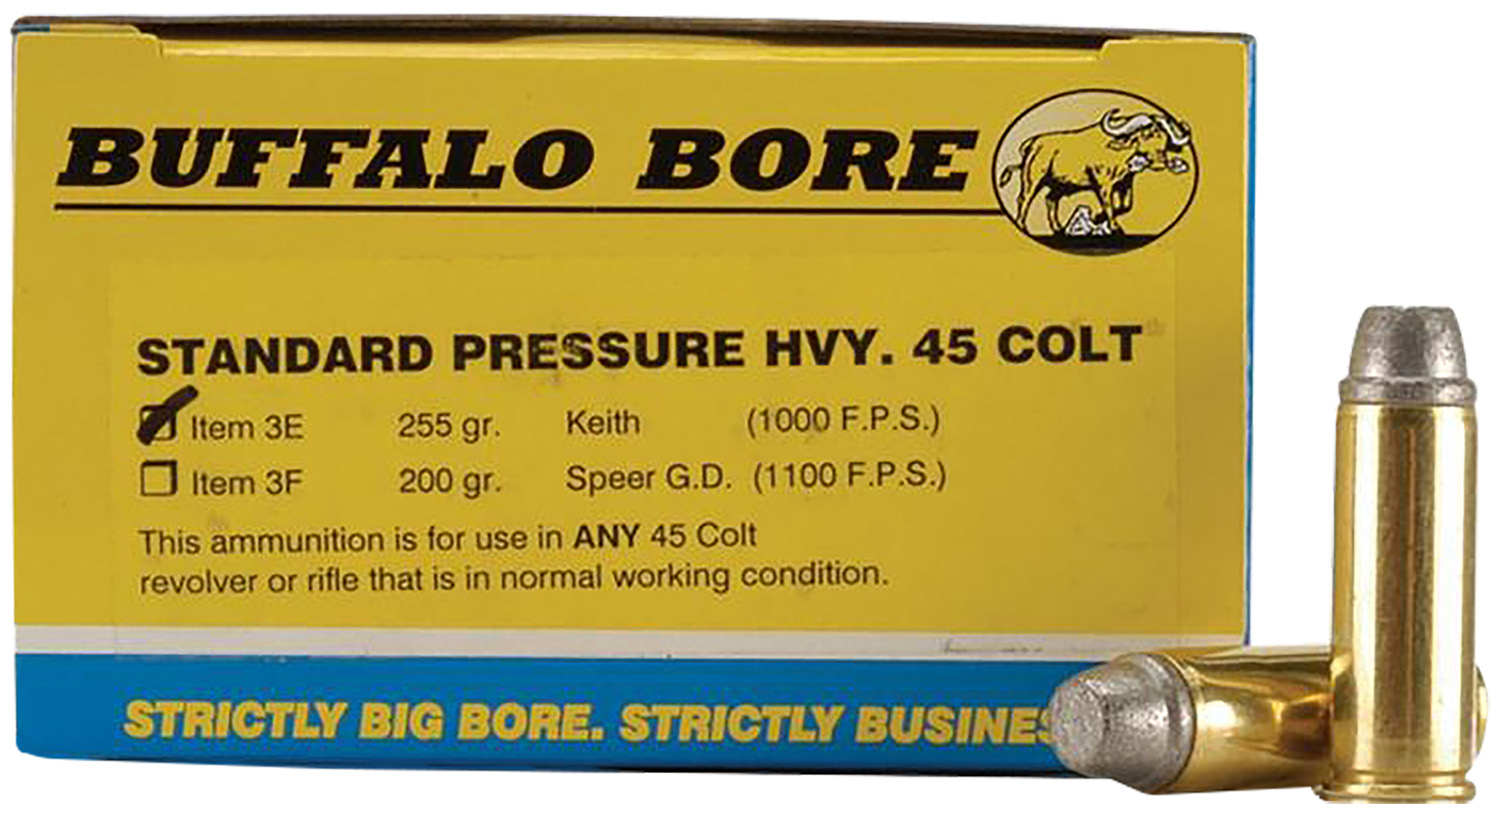 BUFFALO BORE
STANDARD PRESSURE HVY. 45 COLT
Item 3E 255 gr. Keith (1000 F.P.S.)
Item 3F 200 gr. Speer G.D. (1100 F.P.S.)
This ammunition is for use in ANY 45 Colt
revolver or rifle that is in normal working condition.
STRICTLY BIG BORE. STRICTLY BUSINES